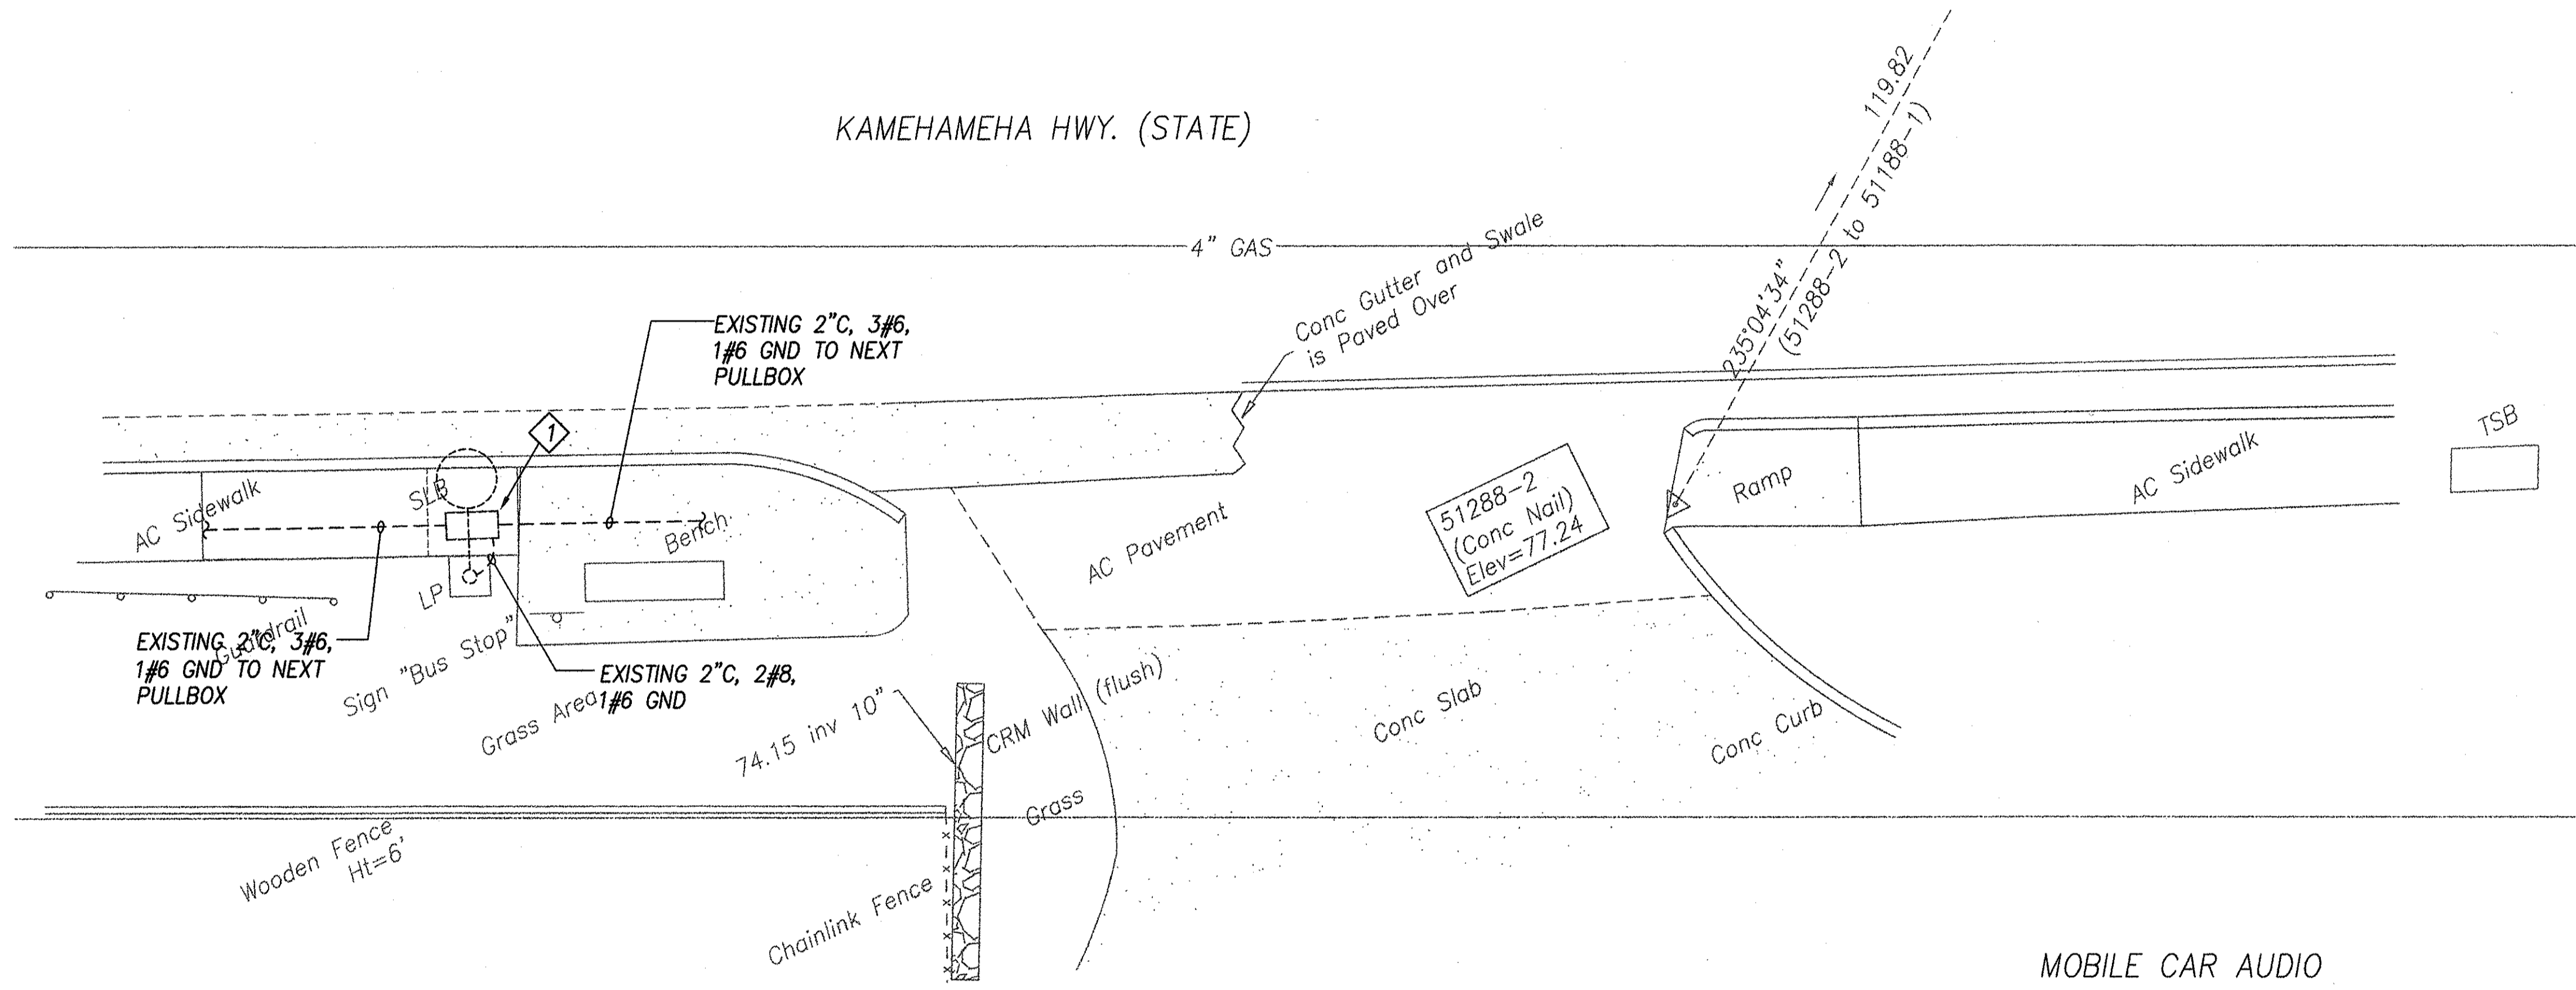 KAMEHAMEHA HWY. (STATE)
119.82
235°04'34"
(51288-2 to 51188-1)
4" GAS
Conc Gutter and Swale
is Paved Over
EXISTING 2"C, 3#6,
1#6 GND TO NEXT
PULLBOX
1
SLB
AC Sidewalk
Bench
AC Pavement
51288-2
(Conc Nail)
Elev=77.24
Ramp
AC Sidewalk
TSB
LP
Guardrail
EXISTING 2"C, 3#6,
1#6 GND TO NEXT
PULLBOX
Sign "Bus Stop"
EXISTING 2"C, 2#8,
1#6 GND
Grass Area
74.15 inv 10"
CRM Wall (flush)
Conc Slab
Conc Curb
Grass
Wooden Fence
Ht=6'
Chainlink Fence
MOBILE CAR AUDIO